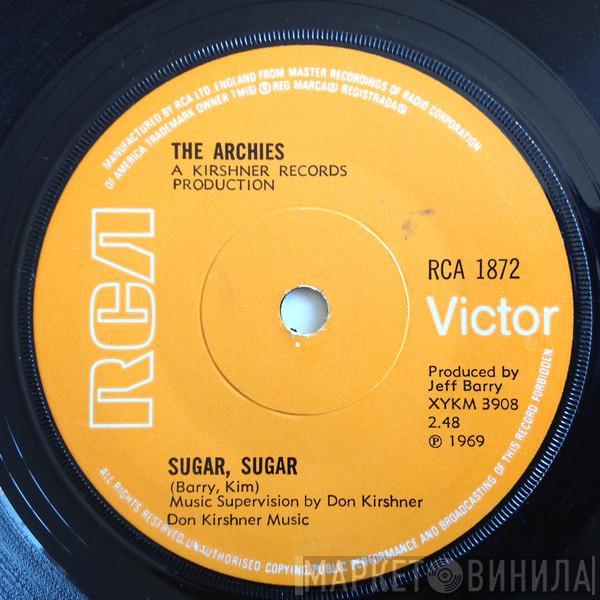 MANUFACTURED BY RCA LTD. ENGLAND FROM MASTER RECORDINGS OF RADIO CORPORATION
OF AMERICA TRADEMARK OWNER TM(S) ® REG MARCA(S) REGISTRADA(S)
THE ARCHIES
A KIRSHNER RECORDS
PRODUCTION
RCA
RCA 1872
Victor
Produced by
Jeff Barry
XYKM 3908
2.48
℗ 1969
SUGAR, SUGAR
(Barry, Kim)
Music Supervision by Don Kirshner
Don Kirshner Music
ALL RIGHTS RESERVED. UNAUTHORISED COPYING, PUBLIC PERFORMANCE AND BROADCASTING OF THIS RECORD FORBIDDEN
МАРКЕТ ВИНИЛА